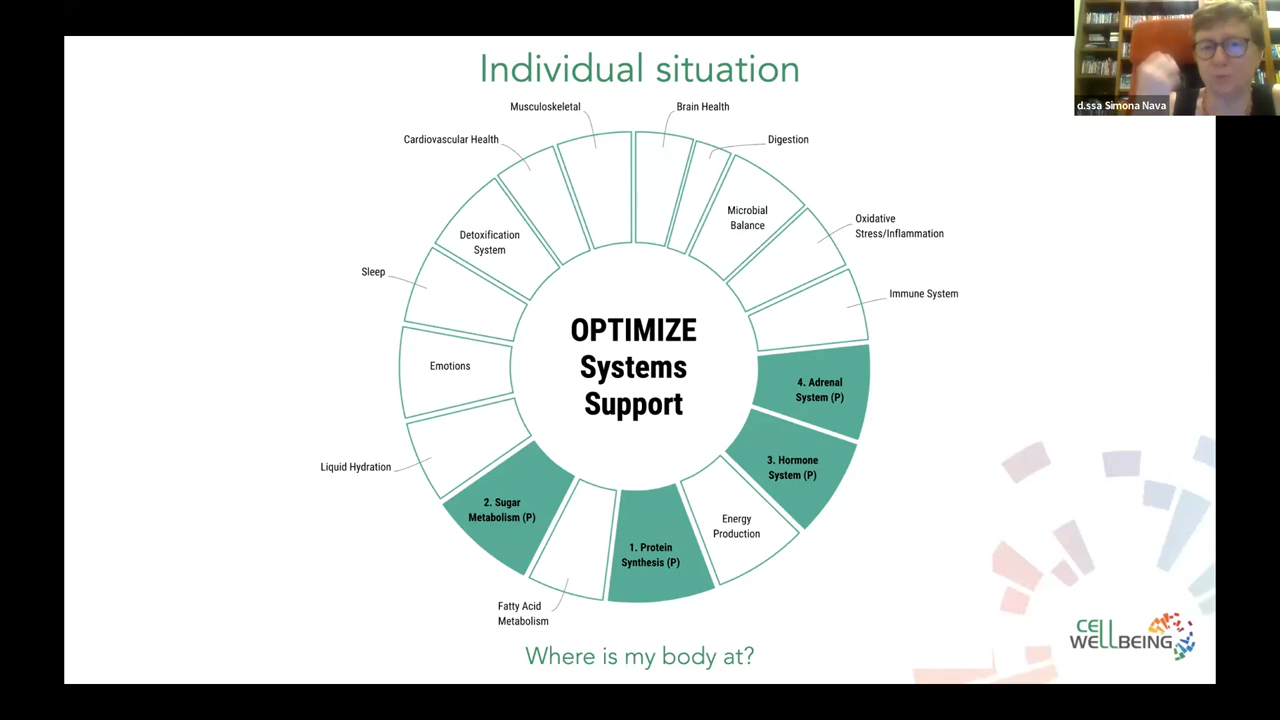 Individual situation
d.ssa Simona Nava
Musculoskeletal
Brain Health
Cardiovascular Health
Digestion
Microbial
Balance
Oxidative
Stress/Inflammation
Detoxification
System
Sleep
Immune System
OPTIMIZE
Systems
Support
Emotions
4. Adrenal
System (P)
Liquid Hydration
3. Hormone
System (P)
2. Sugar
Metabolism (P)
Energy
Production
1. Protein
Synthesis (P)
Fatty Acid
Metabolism
Where is my body at?
CELL
WELLBEING